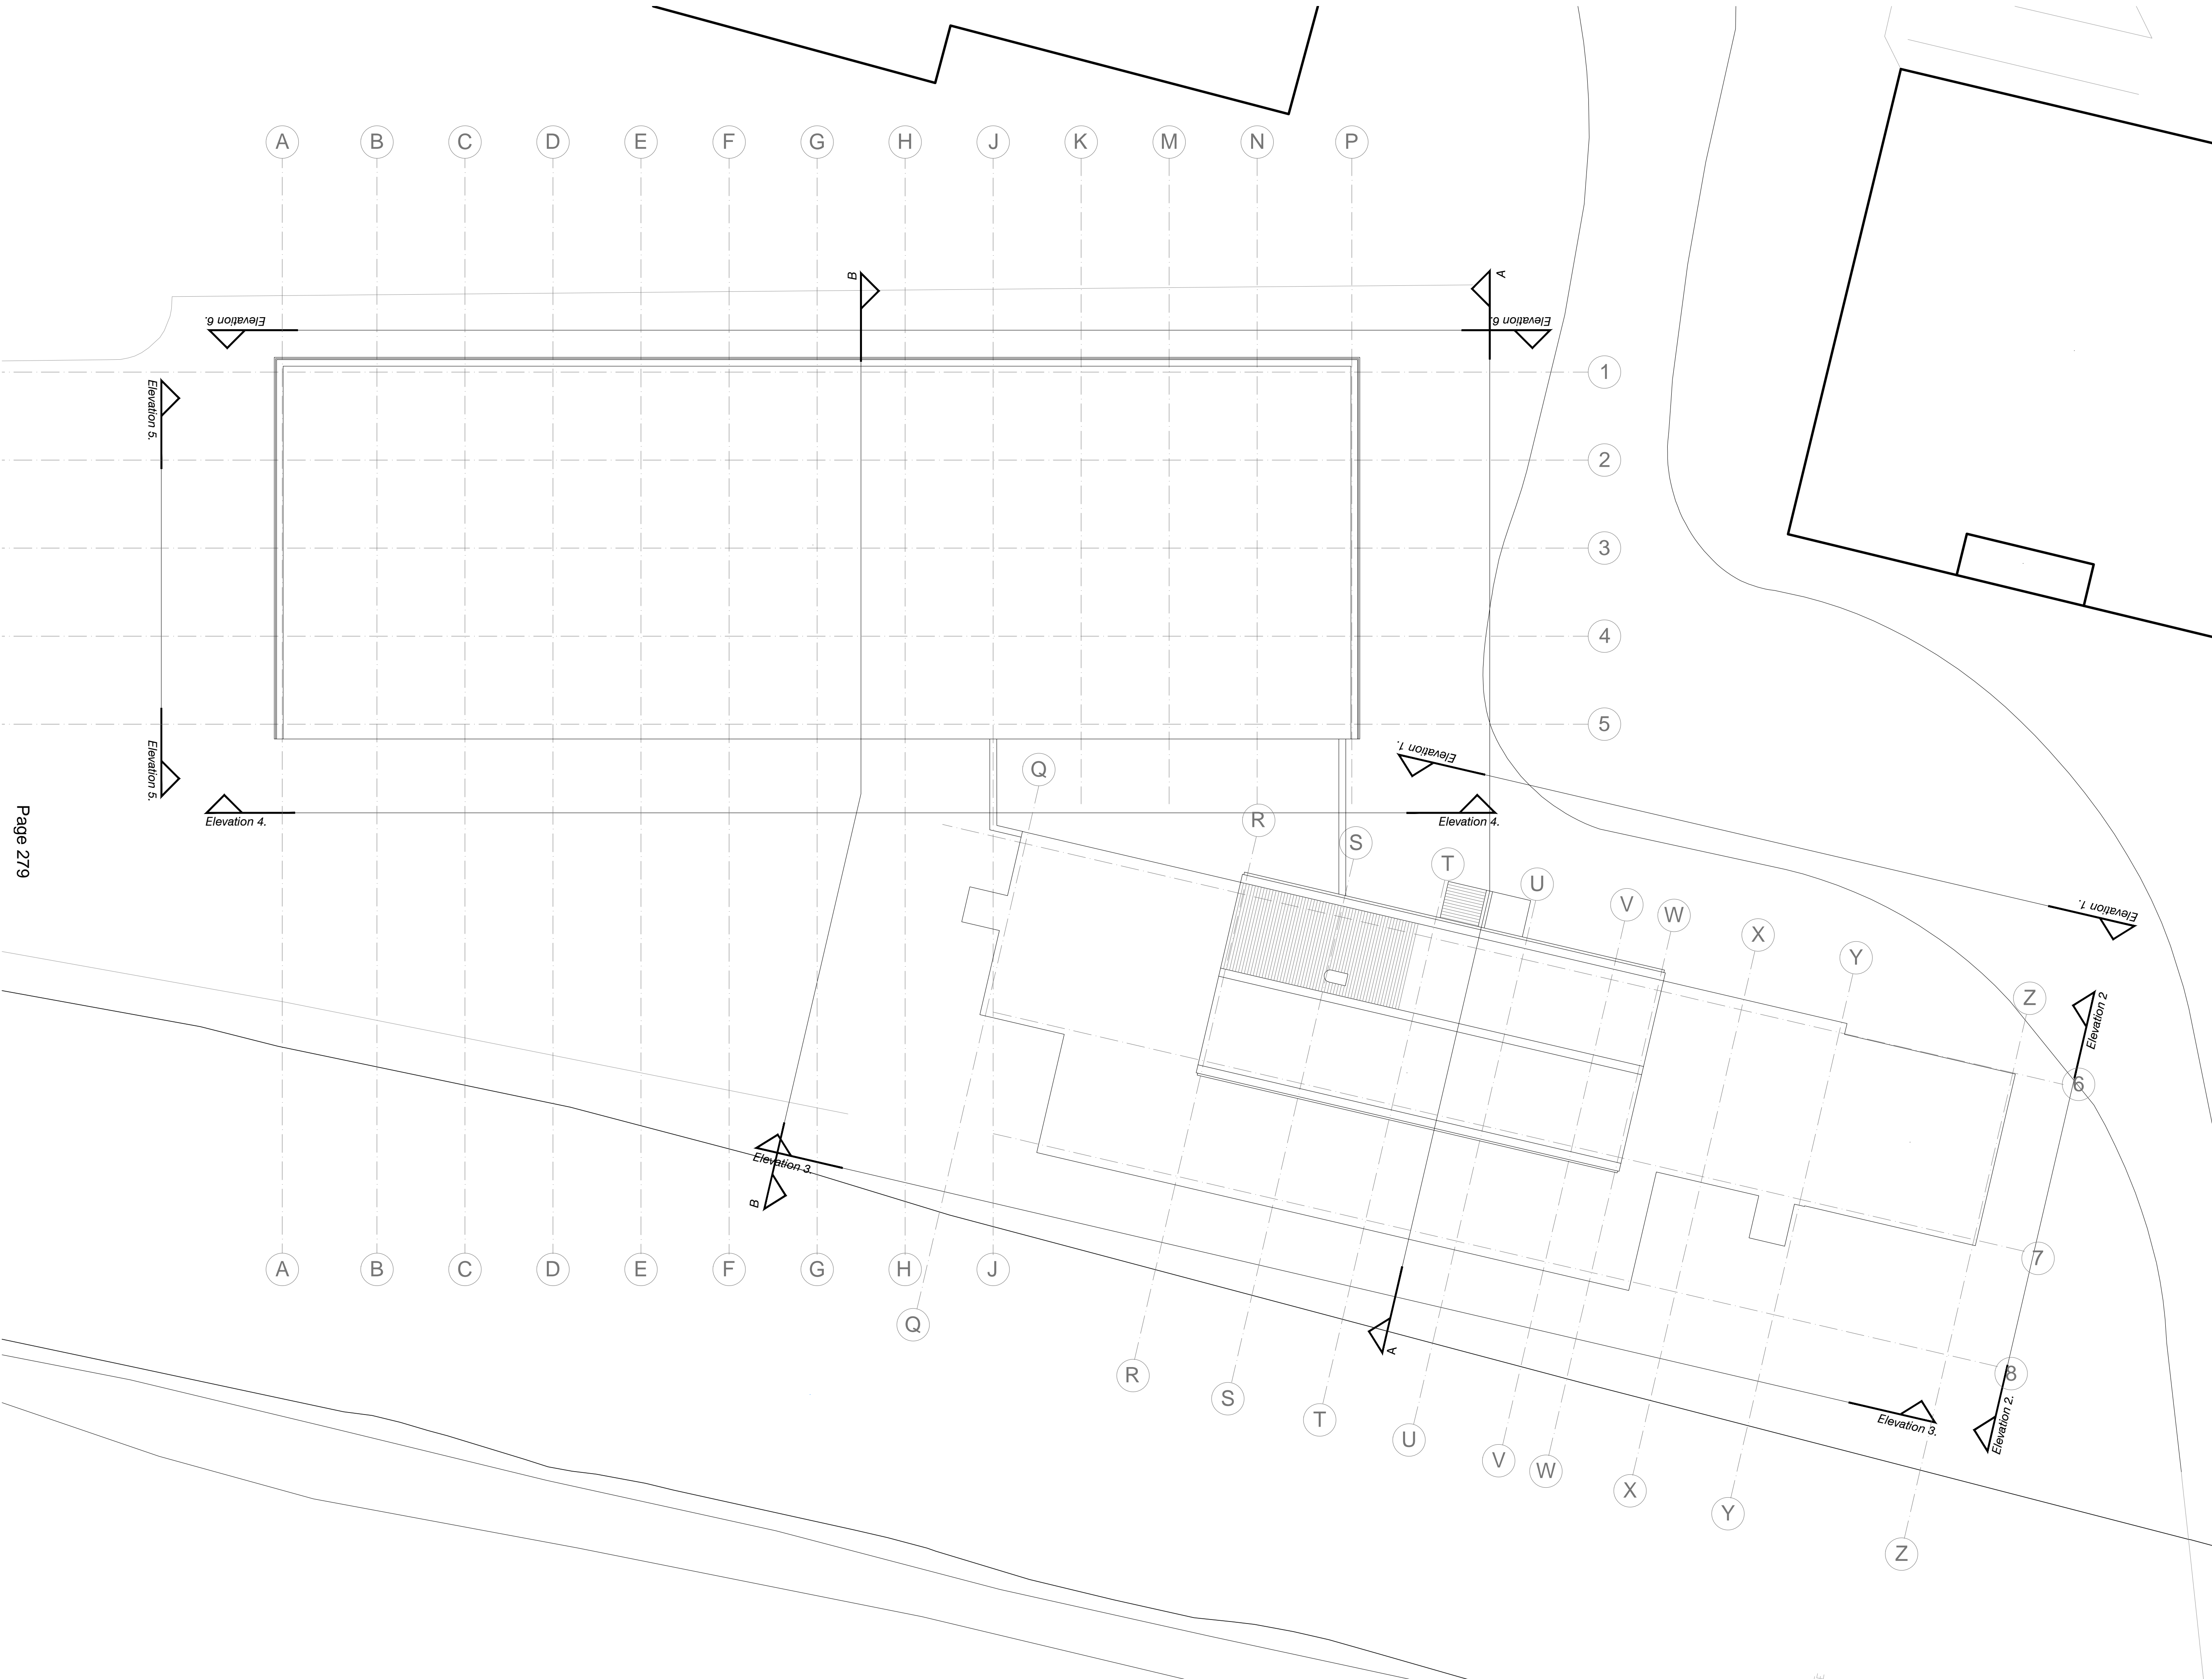 A B C D E F G H J K M N P
B
A
Elevation 6.
Elevation 6.
1
Elevation 5.
2
3
4
5
Elevation 5.
Elevation 1.
Q
Page 279
Elevation 4.
Elevation 4.
R
S
T
U
V
W
Elevation 1.
X
Y
Z
Elevation 2
6
Elevation 3.
B
7
A B C D E F G H J
Q
A
8
R
S
T
Elevation 3.
Elevation 2.
U
V
W
X
Y
Z